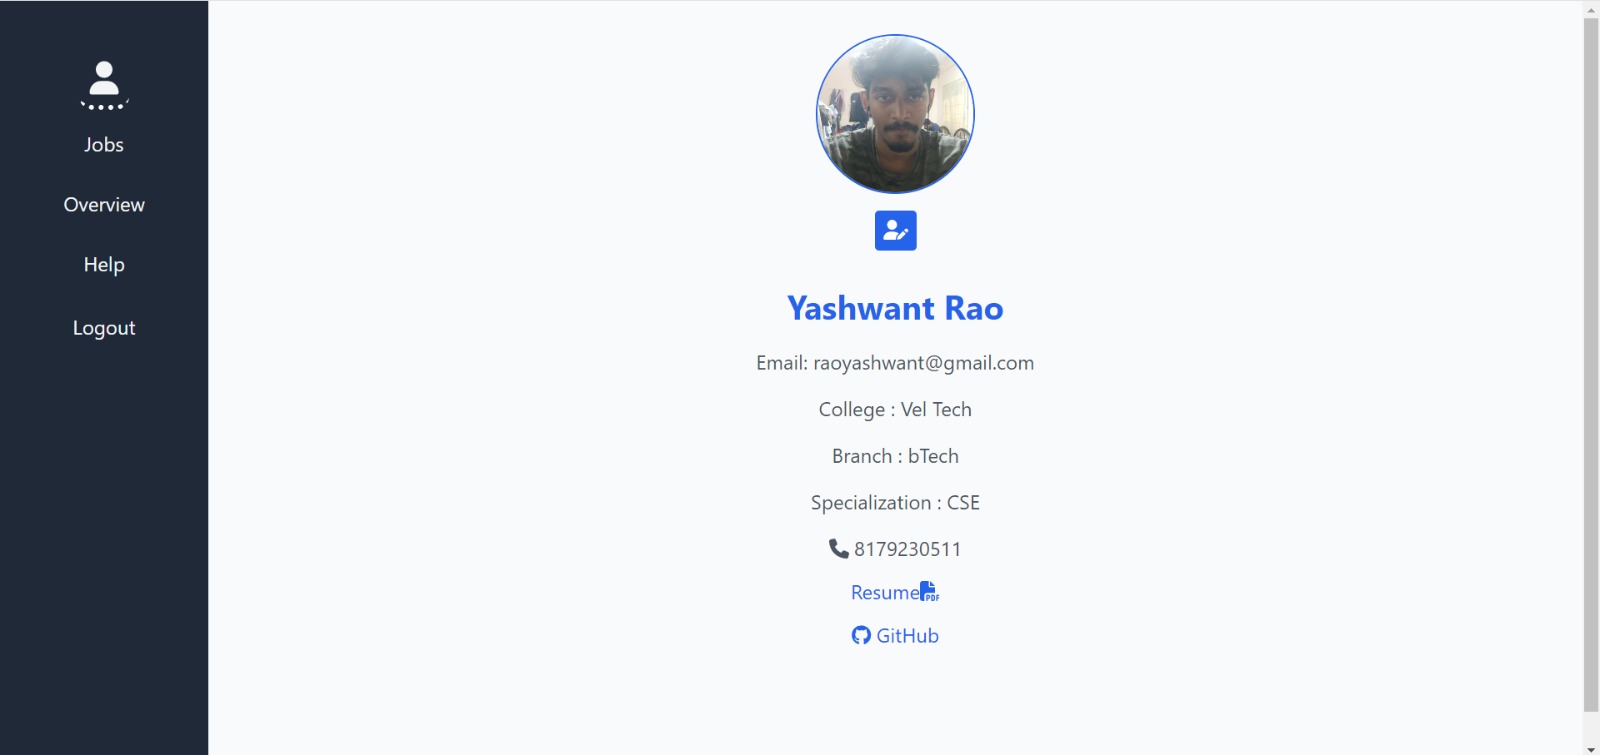 Jobs
Overview
Help
Logout
Yashwant Rao
Email: raoyashwant@gmail.com
College : Vel Tech
Branch : bTech
Specialization : CSE
8179230511
Resume PDF
GitHub